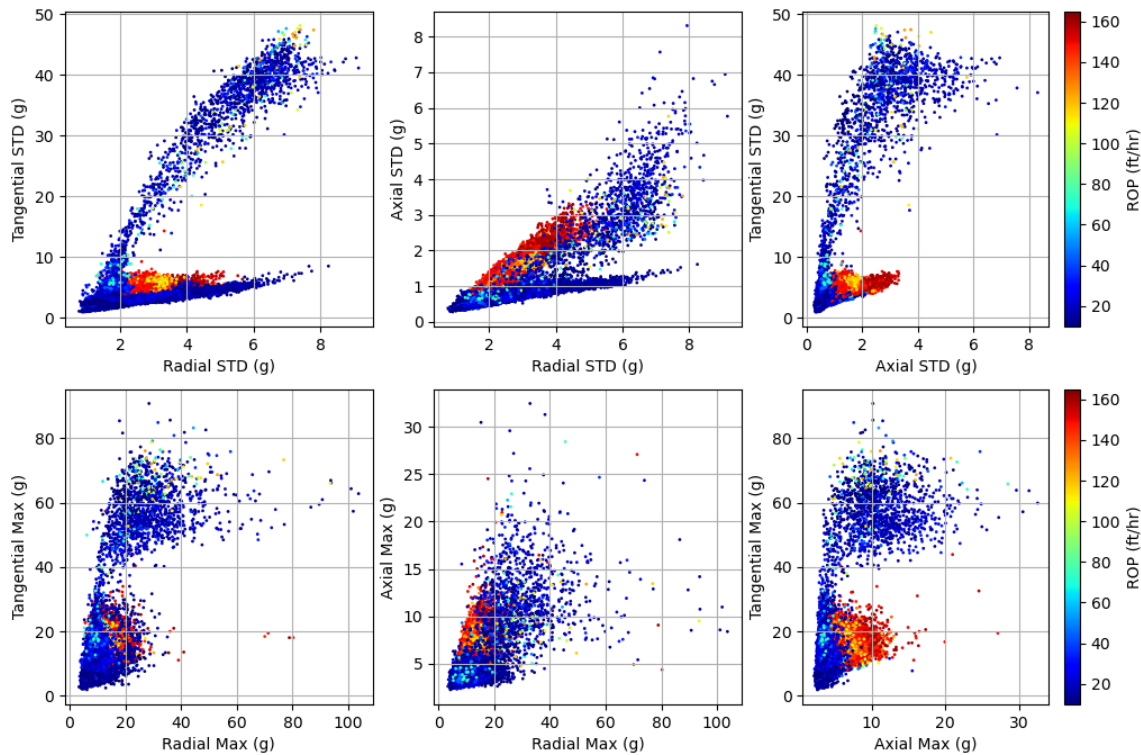 50
40
30
20
10
0
Tangential STD (g)
2 4 6 8
Radial STD (g)
8
7
6
5
4
3
2
1
0
Axial STD (g)
2 4 6 8
Radial STD (g)
50
40
30
20
10
0
Tangential STD (g)
0 2 4 6 8
Axial STD (g)
160
140
120
100
80
60
40
20
ROP (ft/hr)
80
60
40
20
0
Tangential Max (g)
0 20 40 60 80 100
Radial Max (g)
30
25
20
15
10
5
Axial Max (g)
0 20 40 60 80 100
Radial Max (g)
80
60
40
20
0
Tangential Max (g)
10 20 30
Axial Max (g)
160
140
120
100
80
60
40
20
ROP (ft/hr)